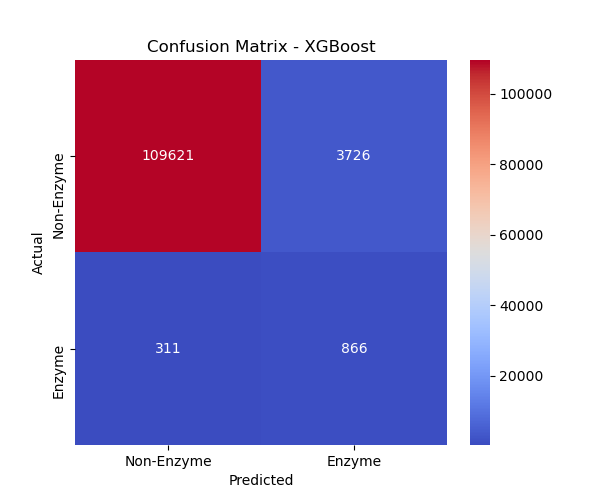 Confusion Matrix - XGBoost
Actual
Non-Enzyme
Enzyme
109621
3726
311
866
Non-Enzyme
Enzyme
Predicted
100000
80000
60000
40000
20000